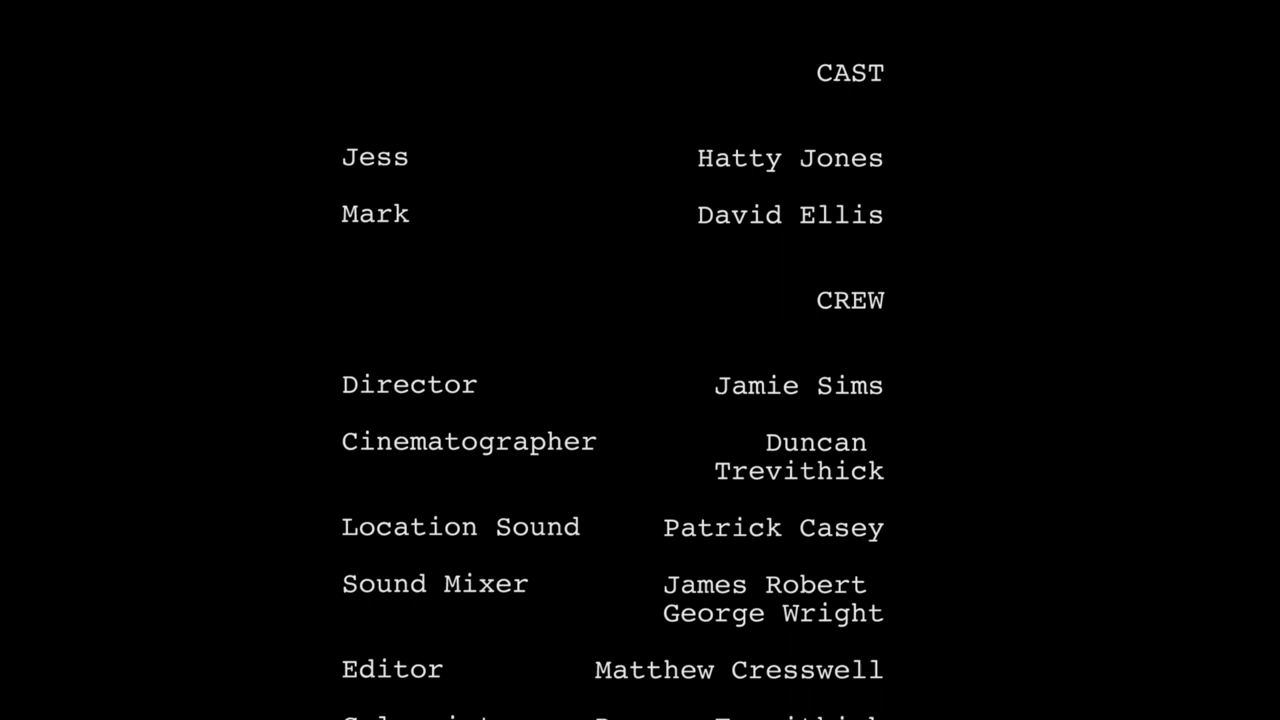 CAST
Jess Hatty Jones
Mark David Ellis
CREW
Director Jamie Sims
Cinematographer Duncan
Trevithick
Location Sound Patrick Casey
Sound Mixer James Robert
George Wright
Editor Matthew Cresswell